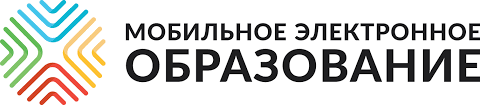 МОБИЛЬНОЕ ЭЛЕКТРОННОЕ
ОБРАЗОВАНИЕ